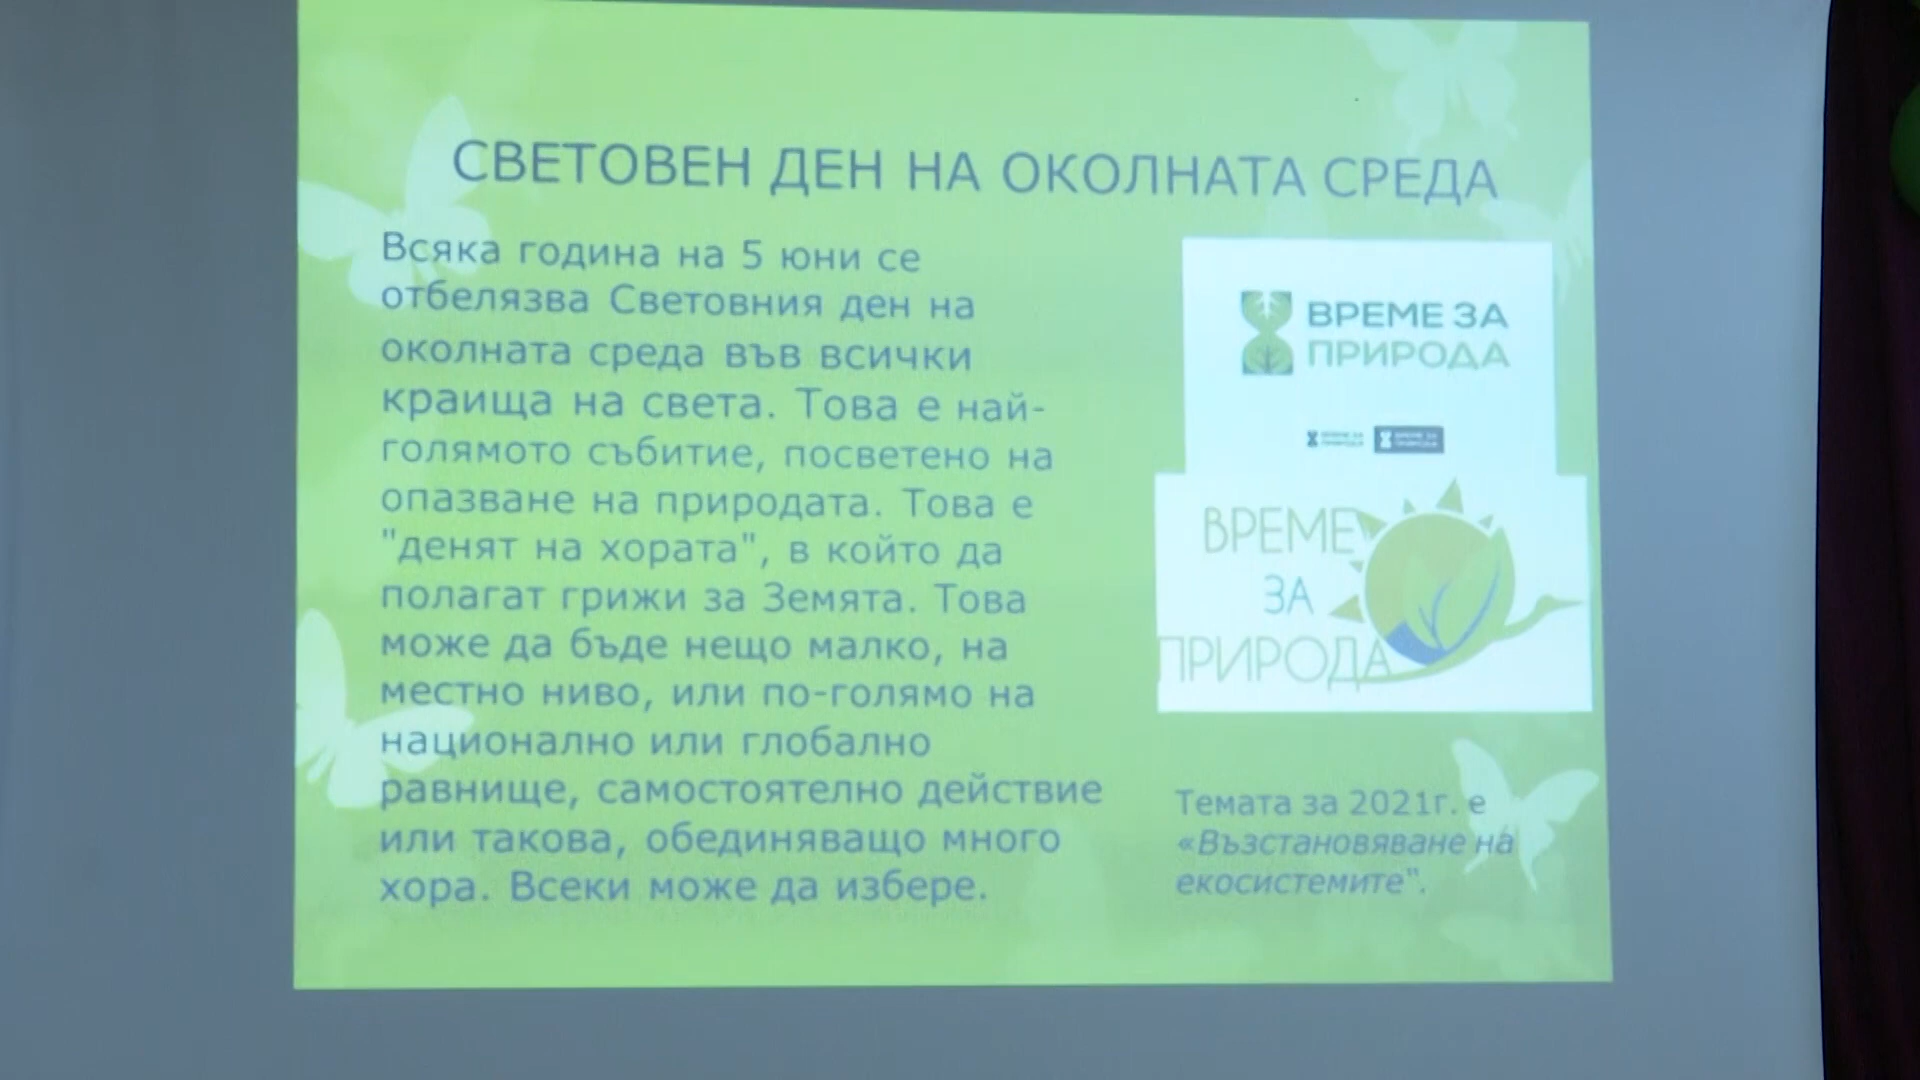 СВЕТОВЕН ДЕН НА ОКОЛНАТА СРЕДА
Всяка година на 5 юни се
отбелязва Световния ден на
околната среда във всички
краища на света. Това е най-
голямото събитие, посветено на
опазване на природата. Това е
"денят на хората", в който да
полагат грижи за Земята. Това
може да бъде нещо малко, на
местно ниво, или по-голямо на
национално или глобално
равнище, самостоятелно действие
или такова, обединяващо много
хора. Всеки може да избере.
ВРЕМЕ ЗА
ПРИРОДА
ВРЕМЕ ЗА
ПРИРОДА
ВРЕМЕ ЗА
ПРИРОДА
ВРЕМЕ
ЗА
ПРИРОДА
Темата за 2021г. е
«Възстановяване на
екосистемите".